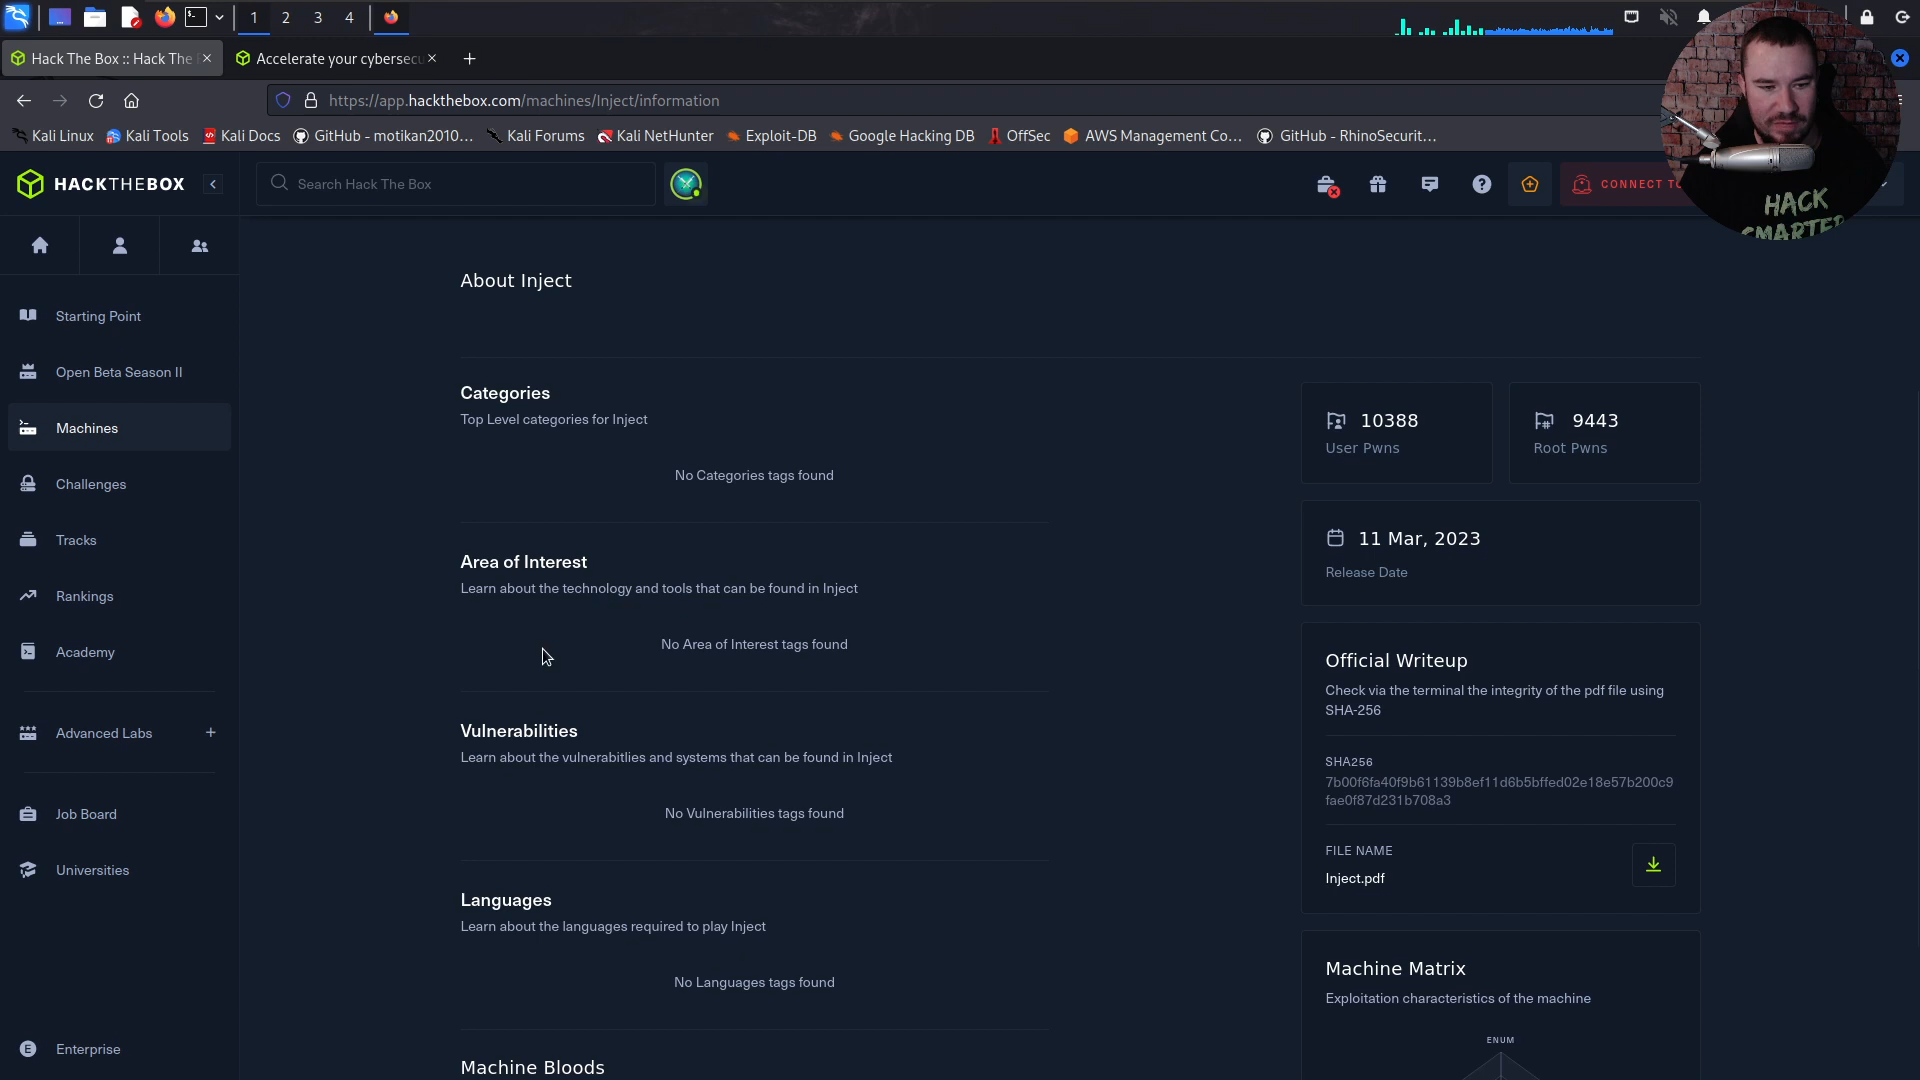 1
2
3
4
Hack The Box :: Hack The
Accelerate your cybersecu
https://app.hackthebox.com/machines/Inject/information
Kali Linux
Kali Tools
Kali Docs
GitHub - motikan2010...
Kali Forums
Kali NetHunter
Exploit-DB
Google Hacking DB
OffSec
AWS Management Co...
GitHub - RhinoSecurit...
HACKTHEBOX
Search Hack The Box
CONNECT TO
HACK
SMARTER
Starting Point
Open Beta Season II
Machines
Challenges
Tracks
Rankings
Academy
Advanced Labs +
Job Board
Universities
E Enterprise
About Inject
Categories
Top Level categories for Inject
No Categories tags found
Area of Interest
Learn about the technology and tools that can be found in Inject
No Area of Interest tags found
Vulnerabilities
Learn about the vulnerabitlies and systems that can be found in Inject
No Vulnerabilities tags found
Languages
Learn about the languages required to play Inject
No Languages tags found
Machine Bloods
10388
User Pwns
9443
Root Pwns
11 Mar, 2023
Release Date
Official Writeup
Check via the terminal the integrity of the pdf file using
SHA-256
SHA256
7b00f6fa40f9b61139b8ef11d6b5bffed02e18e57b200c9
fae0f87d231b708a3
FILE NAME
Inject.pdf
Machine Matrix
Exploitation characteristics of the machine
ENUM